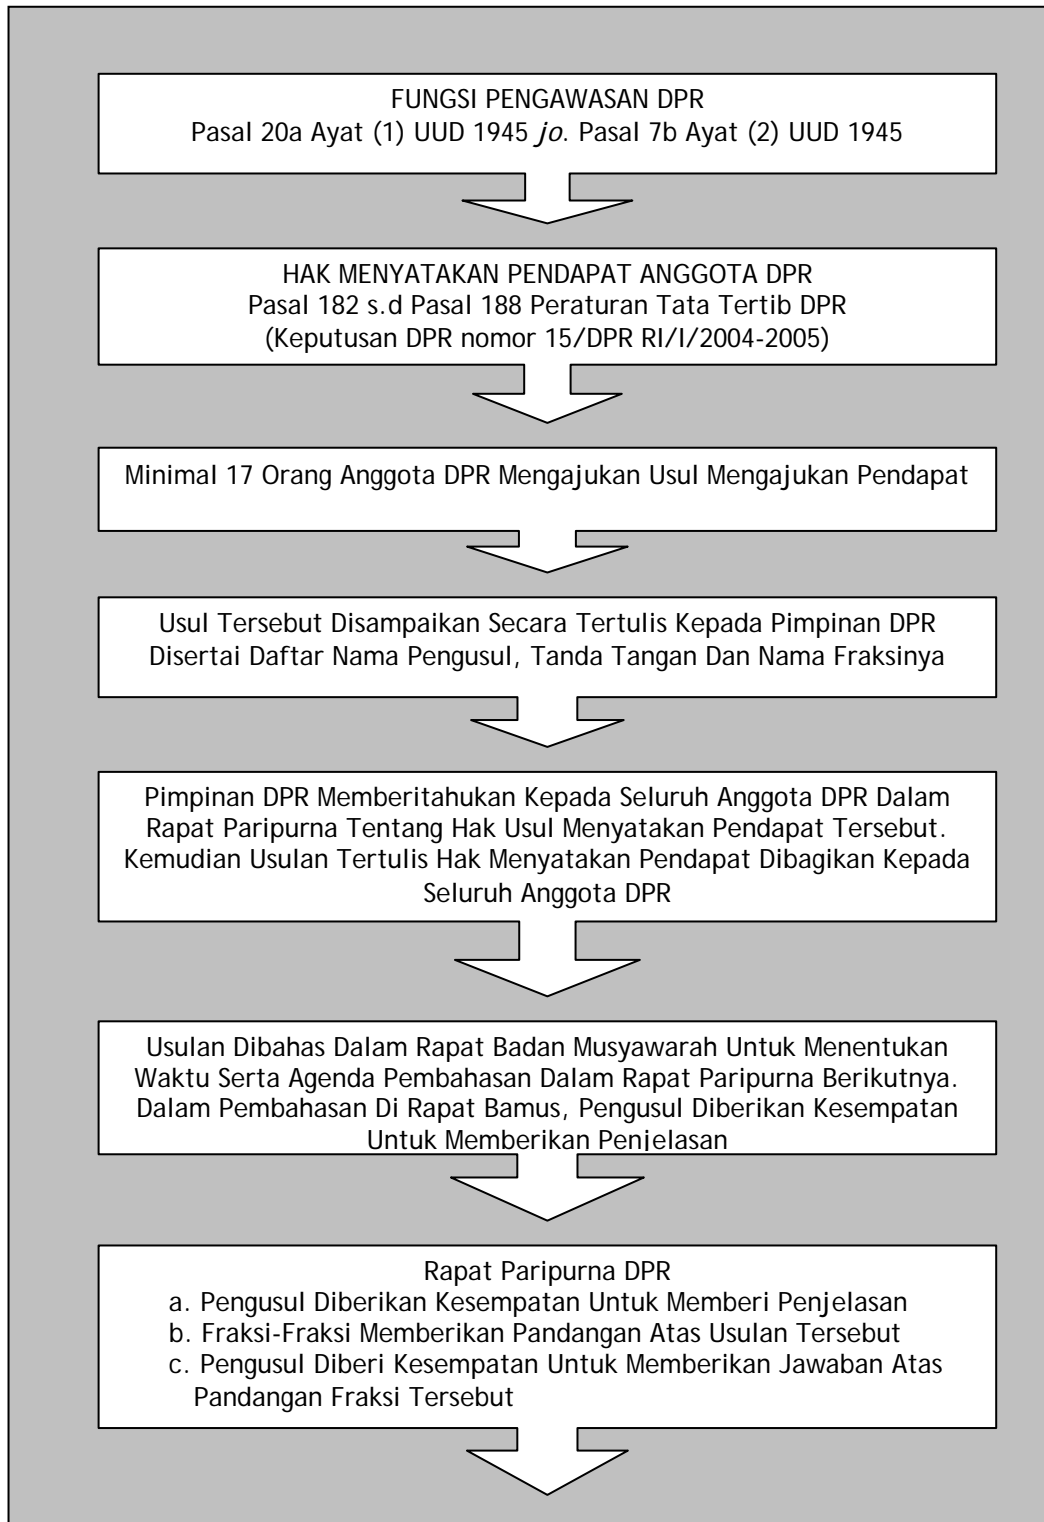 FUNGSI PENGAWASAN DPR
Pasal 20a Ayat (1) UUD 1945 jo. Pasal 7b Ayat (2) UUD 1945
HAK MENYATAKAN PENDAPAT ANGGOTA DPR
Pasal 182 s.d Pasal 188 Peraturan Tata Tertib DPR
(Keputusan DPR nomor 15/DPR RI/I/2004-2005)
Minimal 17 Orang Anggota DPR Mengajukan Usul Mengajukan Pendapat
Usul Tersebut Disampaikan Secara Tertulis Kepada Pimpinan DPR
Disertai Daftar Nama Pengusul, Tanda Tangan Dan Nama Fraksinya
Pimpinan DPR Memberitahukan Kepada Seluruh Anggota DPR Dalam
Rapat Paripurna Tentang Hak Usul Menyatakan Pendapat Tersebut.
Kemudian Usulan Tertulis Hak Menyatakan Pendapat Dibagikan Kepada
Seluruh Anggota DPR
Usulan Dibahas Dalam Rapat Badan Musyawarah Untuk Menentukan
Waktu Serta Agenda Pembahasan Dalam Rapat Paripurna Berikutnya.
Dalam Pembahasan Di Rapat Bamus, Pengusul Diberikan Kesempatan
Untuk Memberikan Penjelasan
Rapat Paripurna DPR
a. Pengusul Diberikan Kesempatan Untuk Memberi Penjelasan
b. Fraksi-Fraksi Memberikan Pandangan Atas Usulan Tersebut
c. Pengusul Diberi Kesempatan Untuk Memberikan Jawaban Atas
Pandangan Fraksi Tersebut